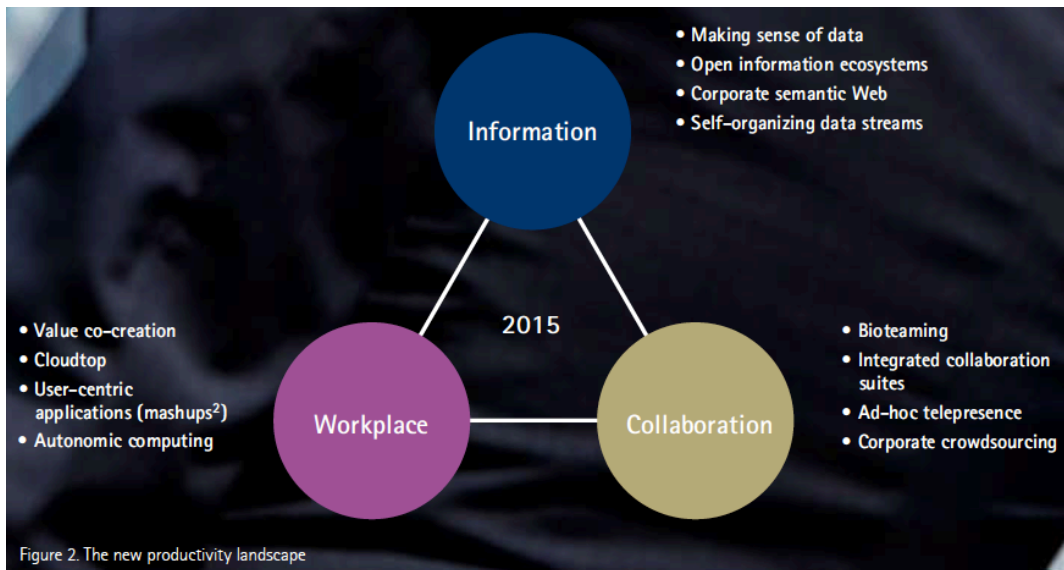 • Making sense of data
• Open information ecosystems
• Corporate semantic Web
• Self-organizing data streams
Information
2015
• Value co-creation
• Cloudtop
• User-centric
applications (mashups²)
• Autonomic computing
Workplace
Collaboration
• Bioteaming
• Integrated collaboration
suites
• Ad-hoc telepresence
• Corporate crowdsourcing
Figure 2. The new productivity landscape